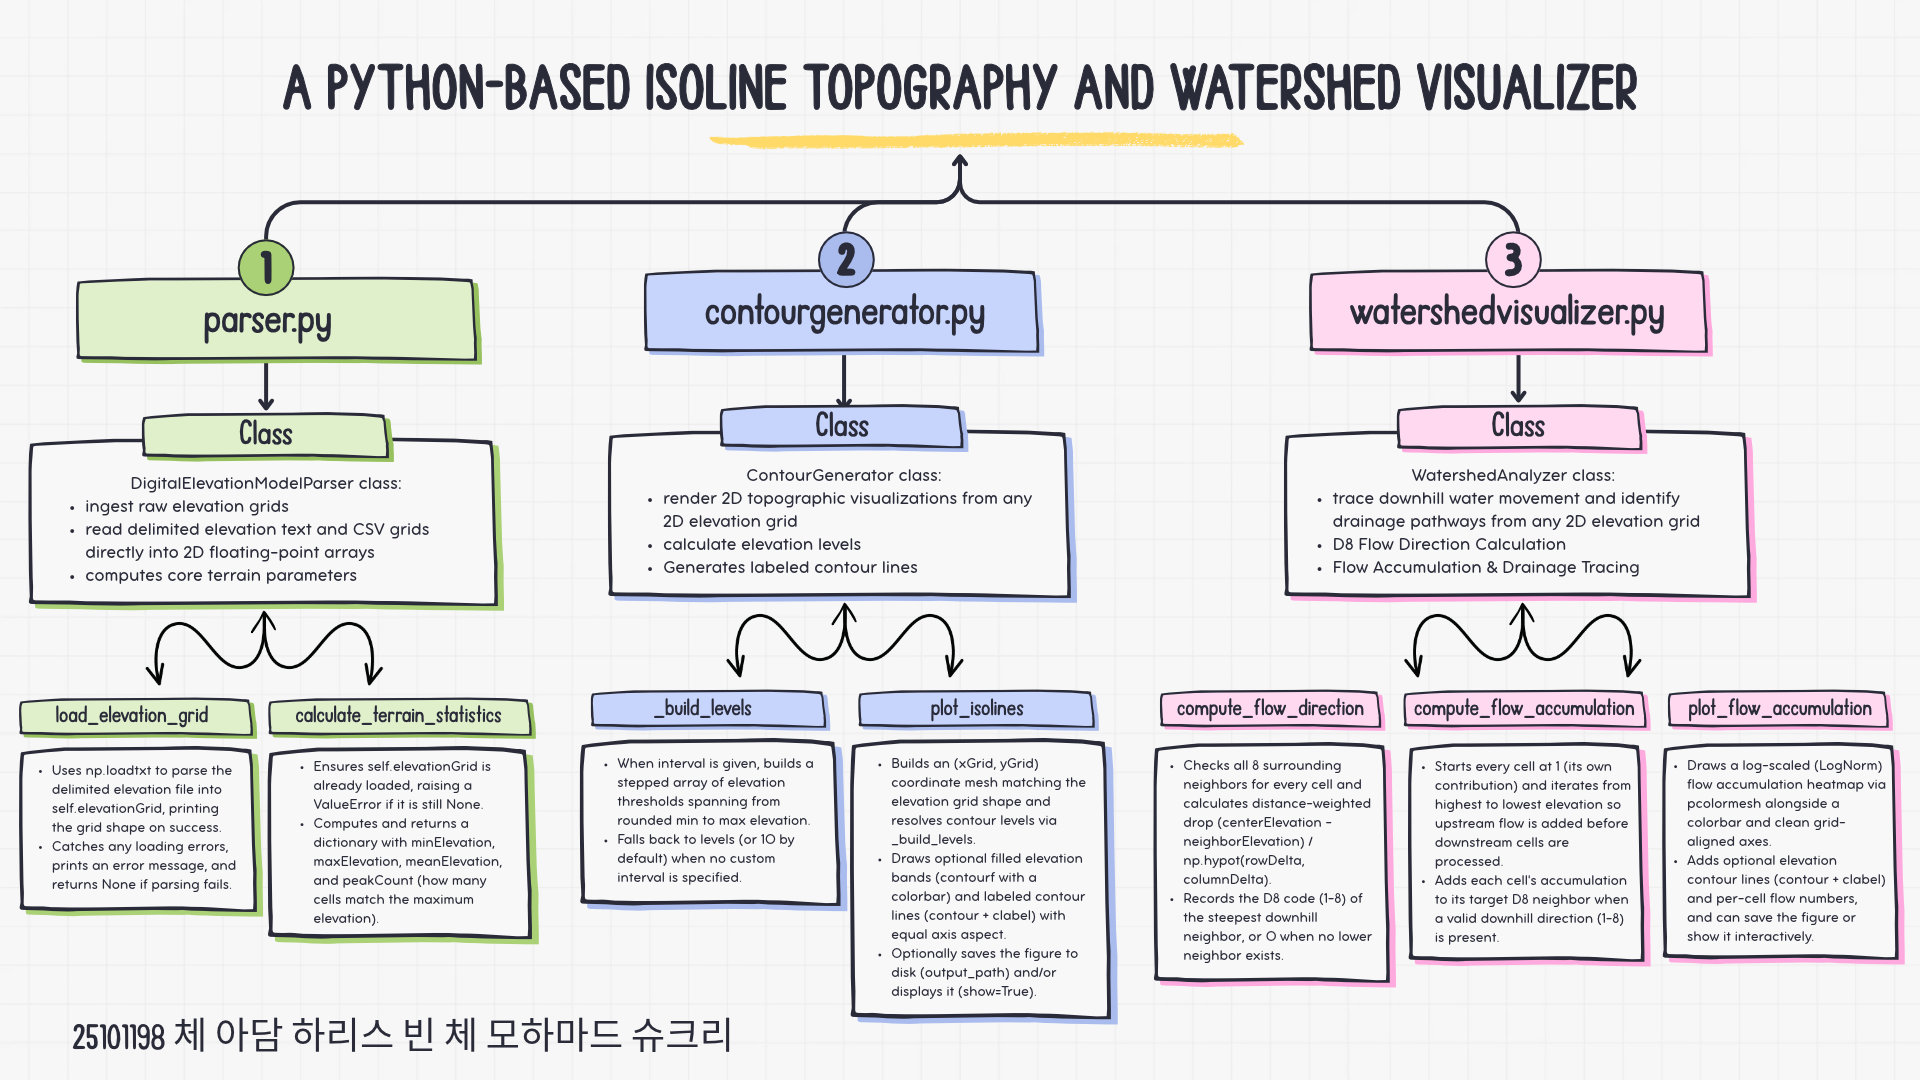 A PYTHON-BASED ISOLINE TOPOGRAPHY AND WATERSHED VISUALIZER
1
parser.py
Class
DigitalElevationModelParser class:
• ingest raw elevation grids
• read delimited elevation text and CSV grids
directly into 2D floating-point arrays
• computes core terrain parameters
load_elevation_grid
• Uses np.loadtxt to parse the
delimited elevation file into
self.elevationGrid, printing
the grid shape on success.
• Catches any loading errors,
prints an error message, and
returns None if parsing fails.
calculate_terrain_statistics
• Ensures self.elevationGrid is
already loaded, raising a
ValueError if it is still None.
• Computes and returns a
dictionary with minElevation,
maxElevation, meanElevation,
and peakCount (how many
cells match the maximum
elevation).
2
contourgenerator.py
Class
ContourGenerator class:
• render 2D topographic visualizations from any
2D elevation grid
• calculate elevation levels
• Generates labeled contour lines
_build_levels
• When interval is given, builds a
stepped array of elevation
thresholds spanning from
rounded min to max elevation.
• Falls back to levels (or 10 by
default) when no custom
interval is specified.
plot_isolines
• Builds an (xGrid, yGrid)
coordinate mesh matching the
elevation grid shape and
resolves contour levels via
_build_levels.
• Draws optional filled elevation
bands (contourf with a
colorbar) and labeled contour
lines (contour + clabel) with
equal axis aspect.
• Optionally saves the figure to
disk (output_path) and/or
displays it (show=True).
3
watershedvisualizer.py
Class
WatershedAnalyzer class:
• trace downhill water movement and identify
drainage pathways from any 2D elevation grid
• D8 Flow Direction Calculation
• Flow Accumulation & Drainage Tracing
compute_flow_direction
• Checks all 8 surrounding
neighbors for every cell and
calculates distance-weighted
drop (centerElevation -
neighborElevation) /
np.hypot(rowDelta,
columnDelta).
• Records the D8 code (1-8) of
the steepest downhill
neighbor, or 0 when no lower
neighbor exists.
compute_flow_accumulation
• Starts every cell at 1 (its own
contribution) and iterates from
highest to lowest elevation so
upstream flow is added before
downstream cells are
processed.
• Adds each cell's accumulation
to its target D8 neighbor when
a valid downhill direction (1-8)
is present.
plot_flow_accumulation
• Draws a log-scaled (LogNorm)
flow accumulation heatmap via
pcolormesh alongside a
colorbar and clean grid-
aligned axes.
• Adds optional elevation
contour lines (contour + clabel)
and per-cell flow numbers,
and can save the figure or
show it interactively.
25101198 체 아담 하리스 빈 체 모하마드 슈크리